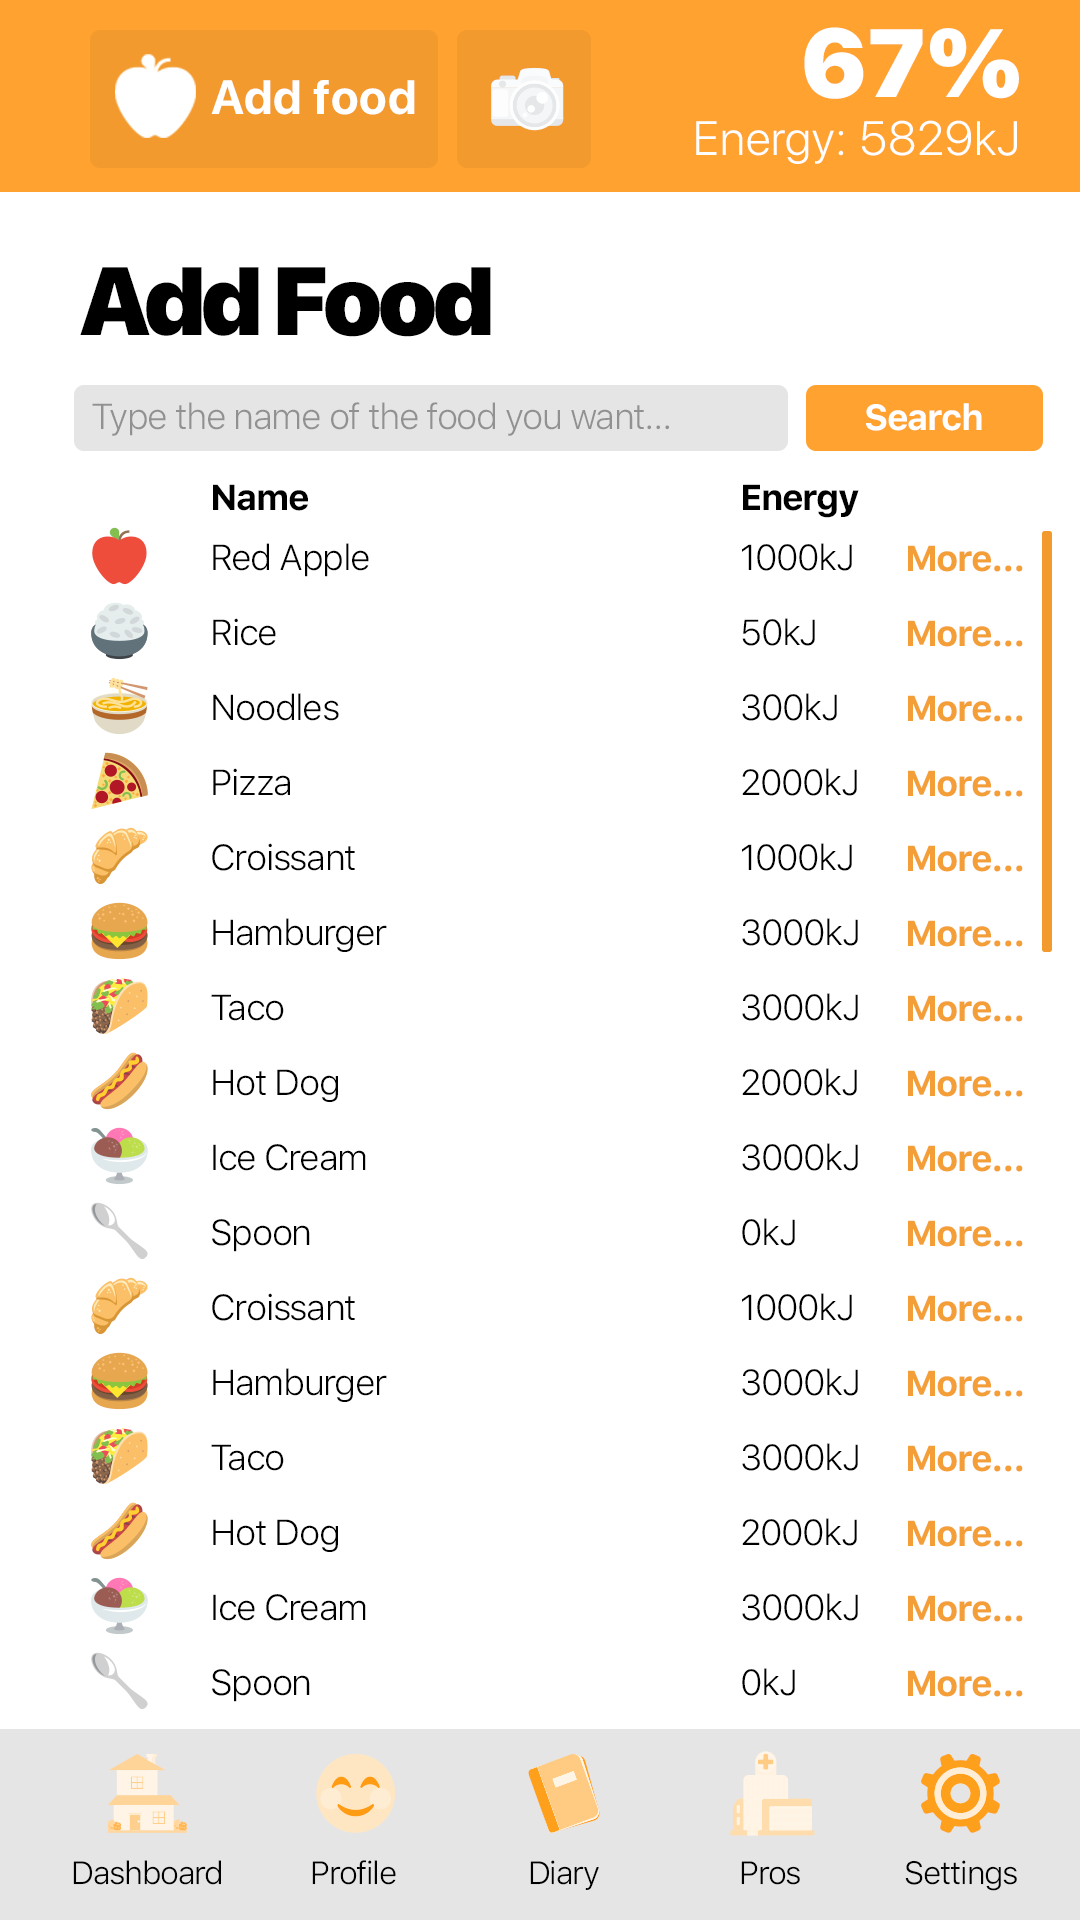 Add food
67%
Energy: 5829kJ
Add Food
Type the name of the food you want...
Search
Name Energy
Red Apple 1000kJ More...
Rice 50kJ More...
Noodles 300kJ More...
Pizza 2000kJ More...
Croissant 1000kJ More...
Hamburger 3000kJ More...
Taco 3000kJ More...
Hot Dog 2000kJ More...
Ice Cream 3000kJ More...
Spoon 0kJ More...
Croissant 1000kJ More...
Hamburger 3000kJ More...
Taco 3000kJ More...
Hot Dog 2000kJ More...
Ice Cream 3000kJ More...
Spoon 0kJ More...
Dashboard Profile Diary Pros Settings